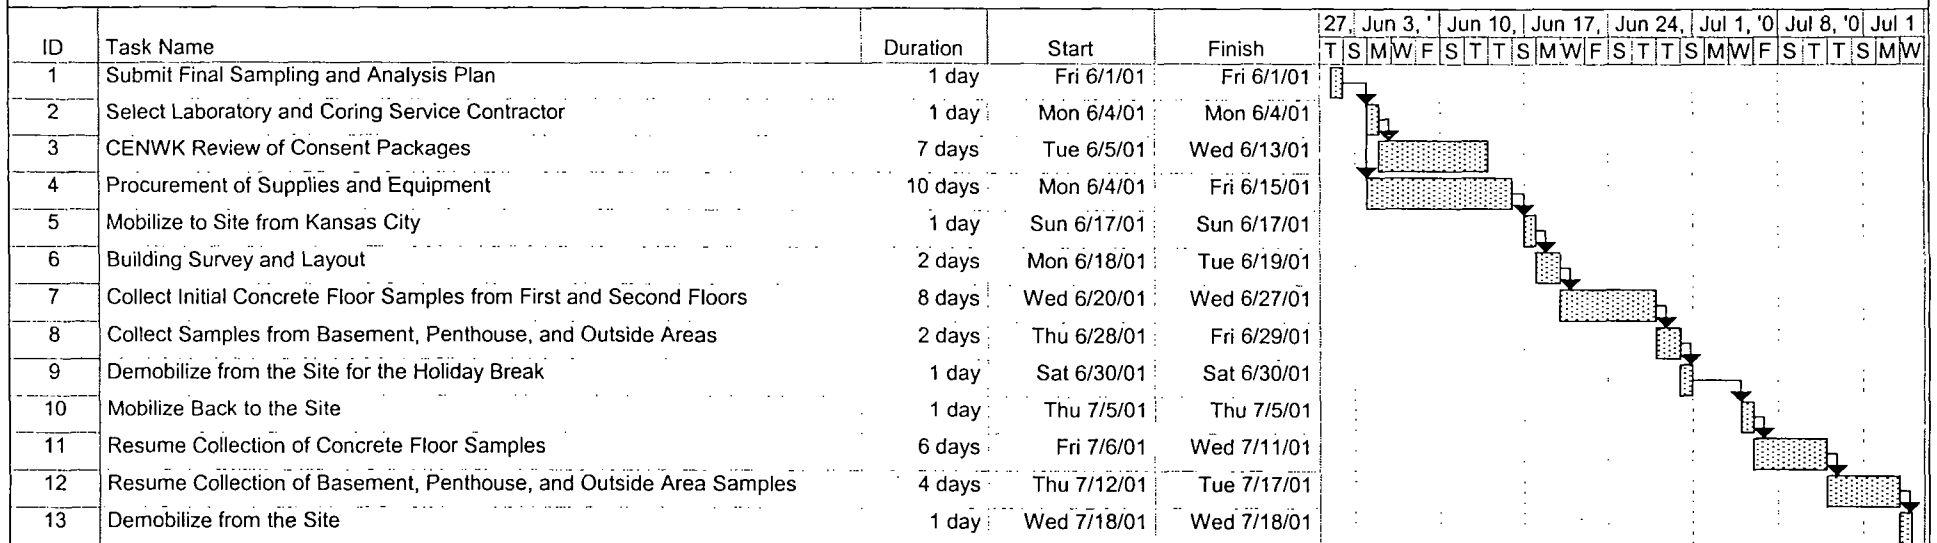 27, Jun 3, ' Jun 10, Jun 17, Jun 24, Jul 1, '0 Jul 8, '0 Jul 1
ID Task Name Duration Start Finish T S M W F S T T S M W F S T T S M W F S T T S M W
1 Submit Final Sampling and Analysis Plan 1 day Fri 6/1/01 Fri 6/1/01
2 Select Laboratory and Coring Service Contractor 1 day Mon 6/4/01 Mon 6/4/01
3 CENWK Review of Consent Packages 7 days Tue 6/5/01 Wed 6/13/01
4 Procurement of Supplies and Equipment 10 days Mon 6/4/01 Fri 6/15/01
5 Mobilize to Site from Kansas City 1 day Sun 6/17/01 Sun 6/17/01
6 Building Survey and Layout 2 days Mon 6/18/01 Tue 6/19/01
7 Collect Initial Concrete Floor Samples from First and Second Floors 8 days Wed 6/20/01 Wed 6/27/01
8 Collect Samples from Basement, Penthouse, and Outside Areas 2 days Thu 6/28/01 Fri 6/29/01
9 Demobilize from the Site for the Holiday Break 1 day Sat 6/30/01 Sat 6/30/01
10 Mobilize Back to the Site 1 day Thu 7/5/01 Thu 7/5/01
11 Resume Collection of Concrete Floor Samples 6 days Fri 7/6/01 Wed 7/11/01
12 Resume Collection of Basement, Penthouse, and Outside Area Samples 4 days Thu 7/12/01 Tue 7/17/01
13 Demobilize from the Site 1 day Wed 7/18/01 Wed 7/18/01